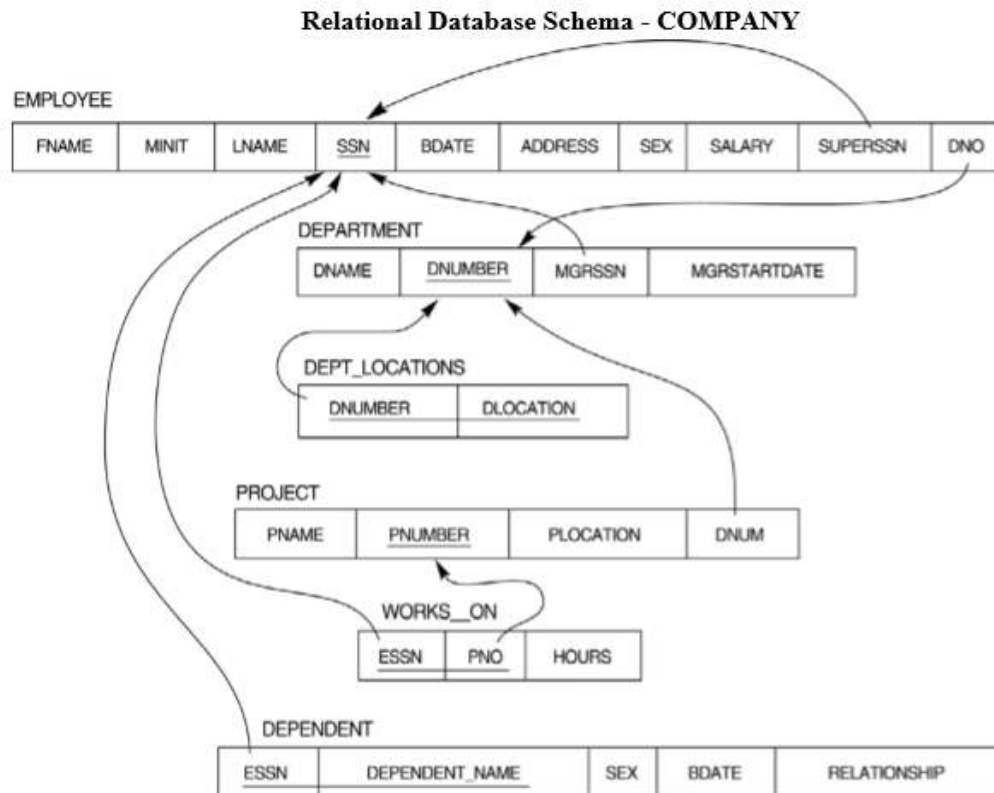 Relational Database Schema - COMPANY
EMPLOYEE
FNAME MINIT LNAME SSN BDATE ADDRESS SEX SALARY SUPERSSN DNO
DEPARTMENT
DNAME DNUMBER MGRSSN MGRSTARTDATE
DEPT_LOCATIONS
DNUMBER DLOCATION
PROJECT
PNAME PNUMBER PLOCATION DNUM
WORKS__ON
ESSN PNO HOURS
DEPENDENT
ESSN DEPENDENT_NAME SEX BDATE RELATIONSHIP